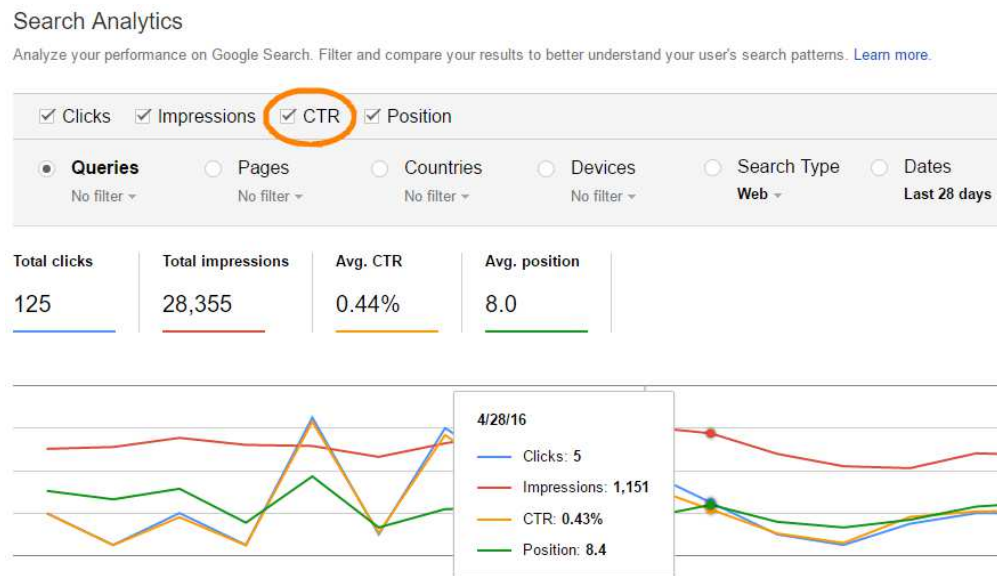 Search Analytics
Analyze your performance on Google Search. Filter and compare your results to better understand your user's search patterns. Learn more.
Clicks Impressions CTR Position
Queries Pages Countries Devices Search Type Dates
No filter No filter No filter No filter Web Last 28 days
Total clicks Total impressions Avg. CTR Avg. position
125 28,355 0.44% 8.0
4/28/16
Clicks: 5
Impressions: 1,151
CTR: 0.43%
Position: 8.4